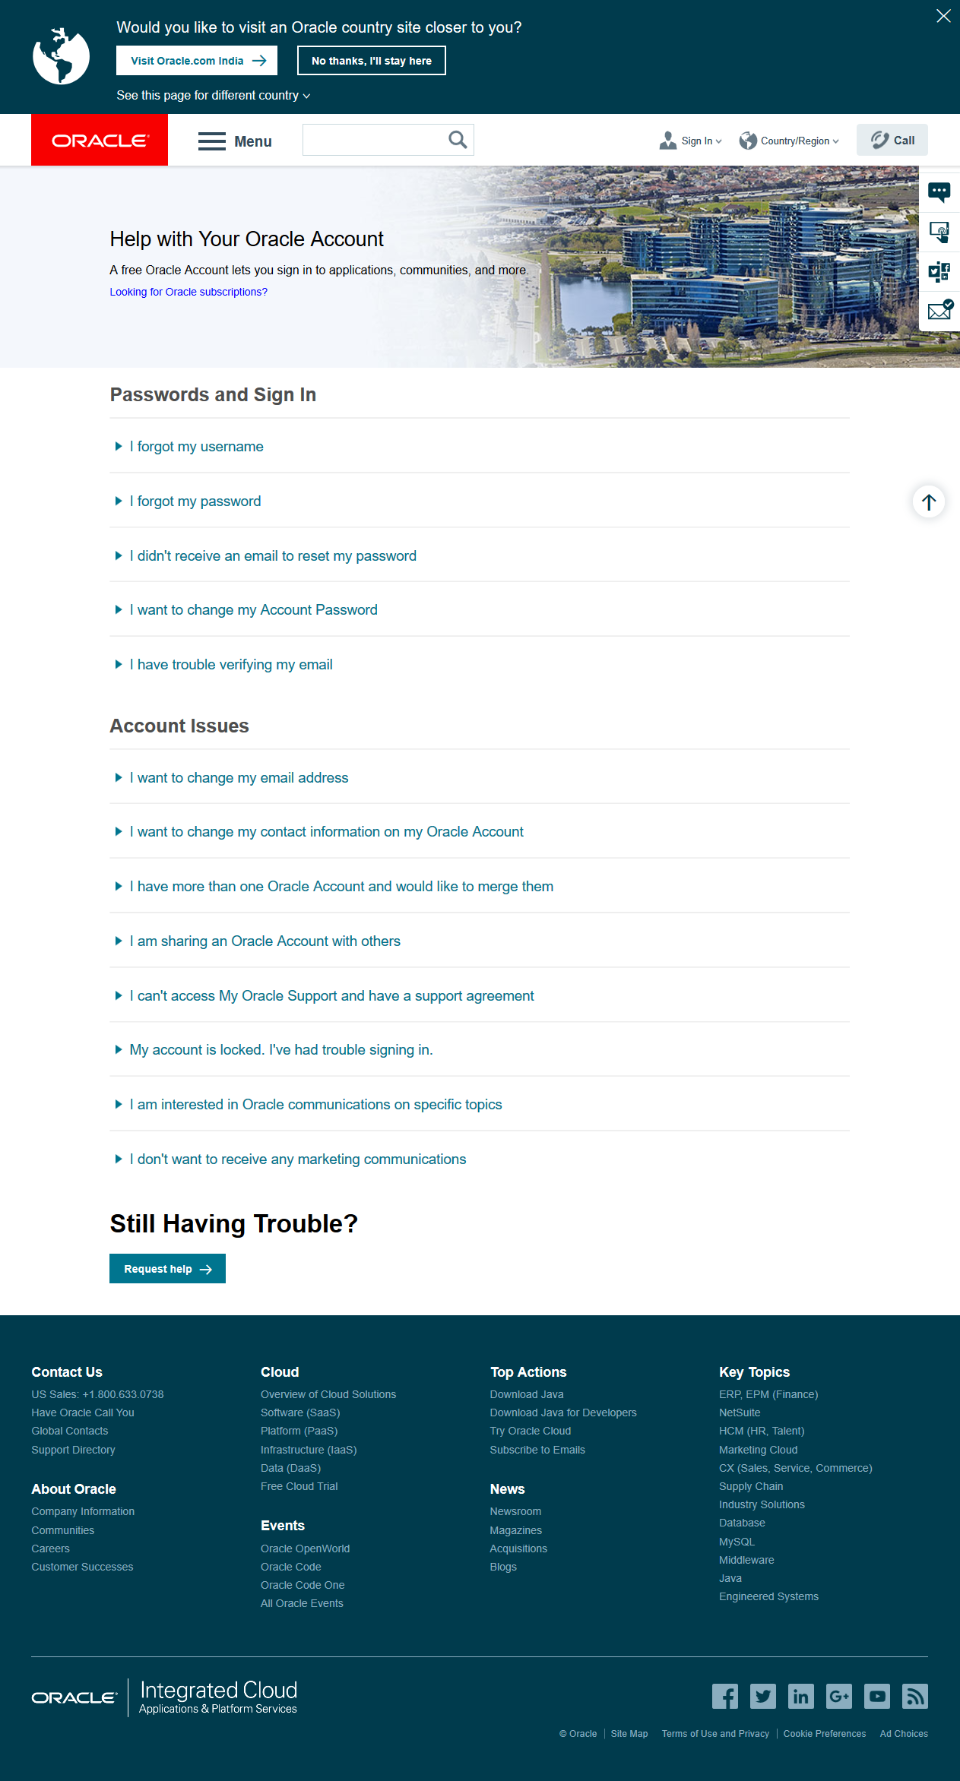 Would you like to visit an Oracle country site closer to you?
Visit Oracle.com India
No thanks, I'll stay here
See this page for different country
ORACLE
Menu
Sign In
Country/Region
Call
Help with Your Oracle Account
A free Oracle Account lets you sign in to applications, communities, and more.
Looking for Oracle subscriptions?
Passwords and Sign In
I forgot my username
I forgot my password
I didn't receive an email to reset my password
I want to change my Account Password
I have trouble verifying my email
Account Issues
I want to change my email address
I want to change my contact information on my Oracle Account
I have more than one Oracle Account and would like to merge them
I am sharing an Oracle Account with others
I can't access My Oracle Support and have a support agreement
My account is locked. I've had trouble signing in.
I am interested in Oracle communications on specific topics
I don't want to receive any marketing communications
Still Having Trouble?
Request help
Contact Us
US Sales: +1.800.633.0738
Have Oracle Call You
Global Contacts
Support Directory
About Oracle
Company Information
Communities
Careers
Customer Successes
Cloud
Overview of Cloud Solutions
Software (SaaS)
Platform (PaaS)
Infrastructure (IaaS)
Data (DaaS)
Free Cloud Trial
Events
Oracle OpenWorld
Oracle Code
Oracle Code One
All Oracle Events
Top Actions
Download Java
Download Java for Developers
Try Oracle Cloud
Subscribe to Emails
News
Newsroom
Magazines
Acquisitions
Blogs
Key Topics
ERP, EPM (Finance)
NetSuite
HCM (HR, Talent)
Marketing Cloud
CX (Sales, Service, Commerce)
Supply Chain
Industry Solutions
Database
MySQL
Middleware
Java
Engineered Systems
ORACLE
Integrated Cloud
Applications & Platform Services
© Oracle
Site Map
Terms of Use and Privacy
Cookie Preferences
Ad Choices